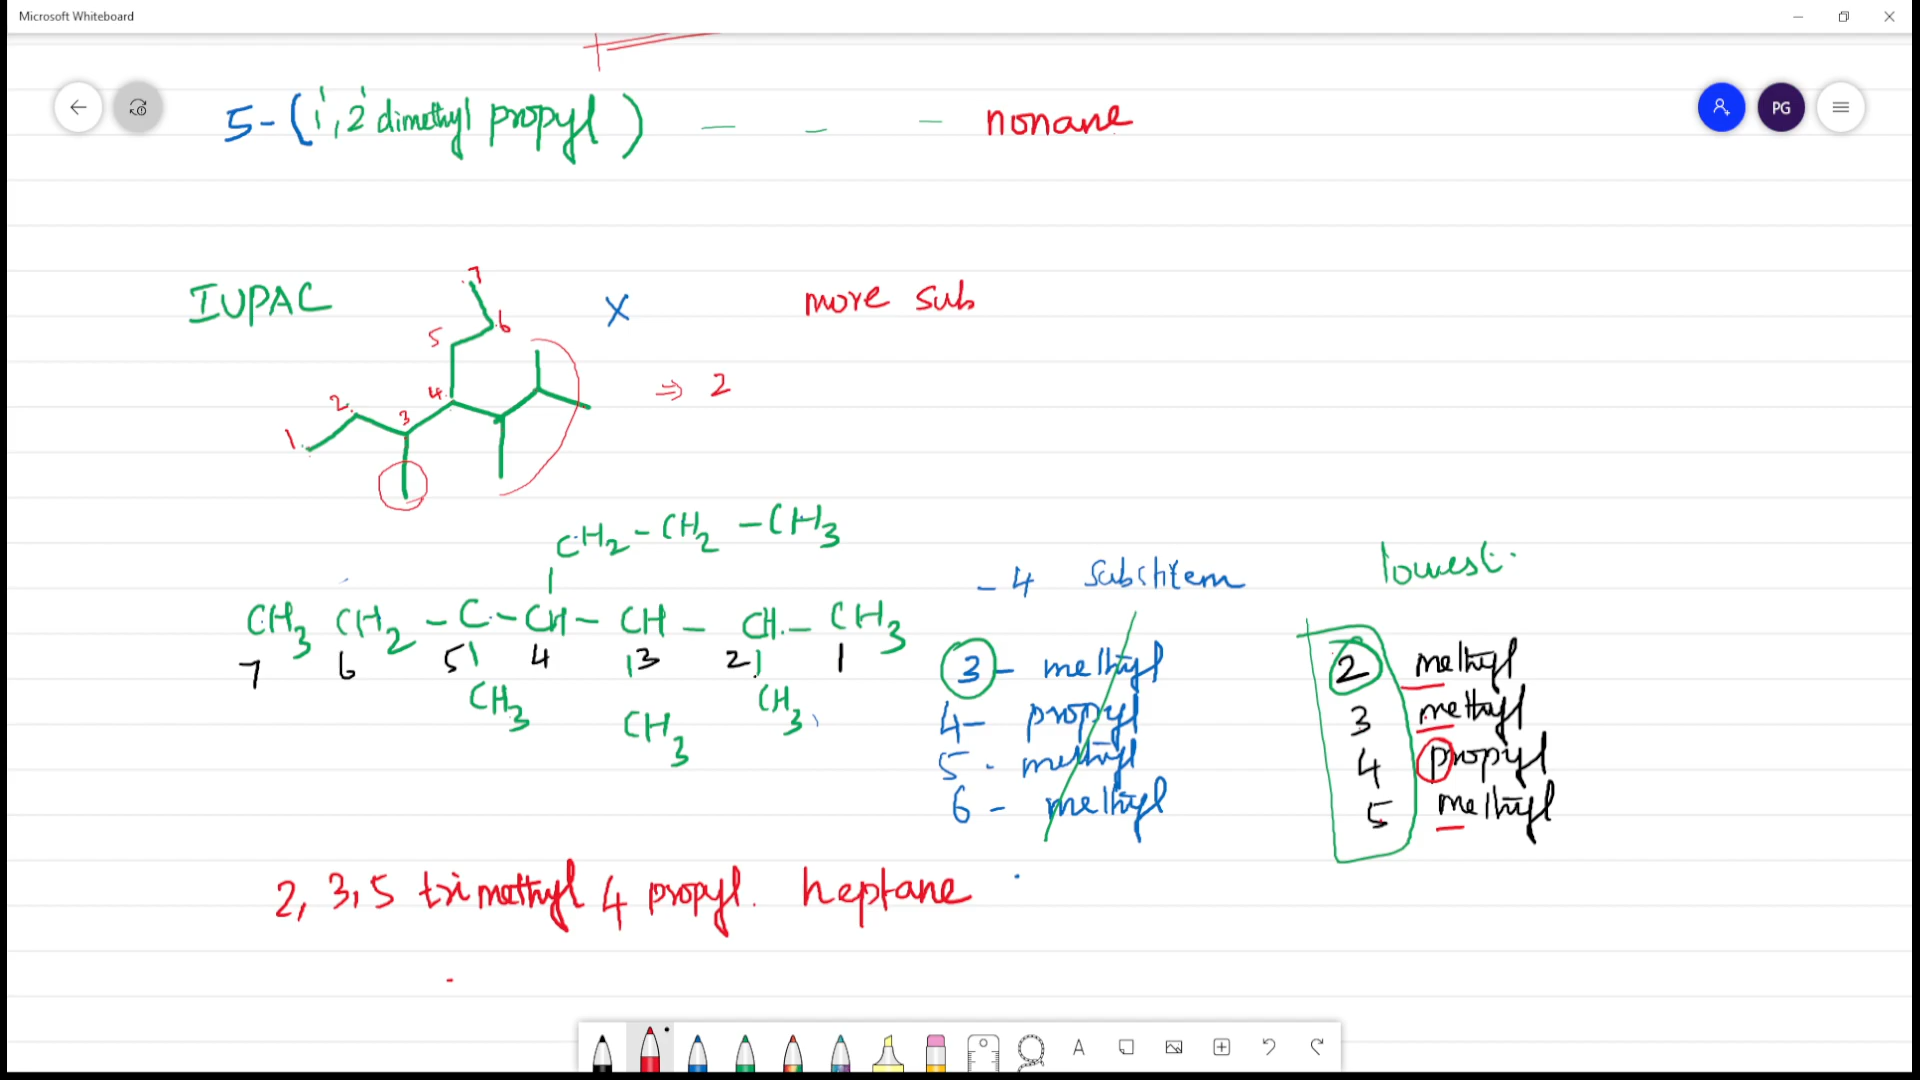 Microsoft Whiteboard
5-(1',2' dimethyl propyl) – – – nonane
PG
IUPAC
X
more sub
7
6
5
4
3
2
1
⇒ 2
CH2 - CH2 - CH3
CH3 CH2 - C - CH - CH - CH - CH3
7 6 5 4 3 2 1
CH3 CH3 CH3
- 4
3 - methyl
4 - propyl
5 - methyl
6 - methyl
lowest
2 methyl
3 methyl
4 propyl
5 methyl
2, 3, 5 trimethyl 4 propyl. heptane
A